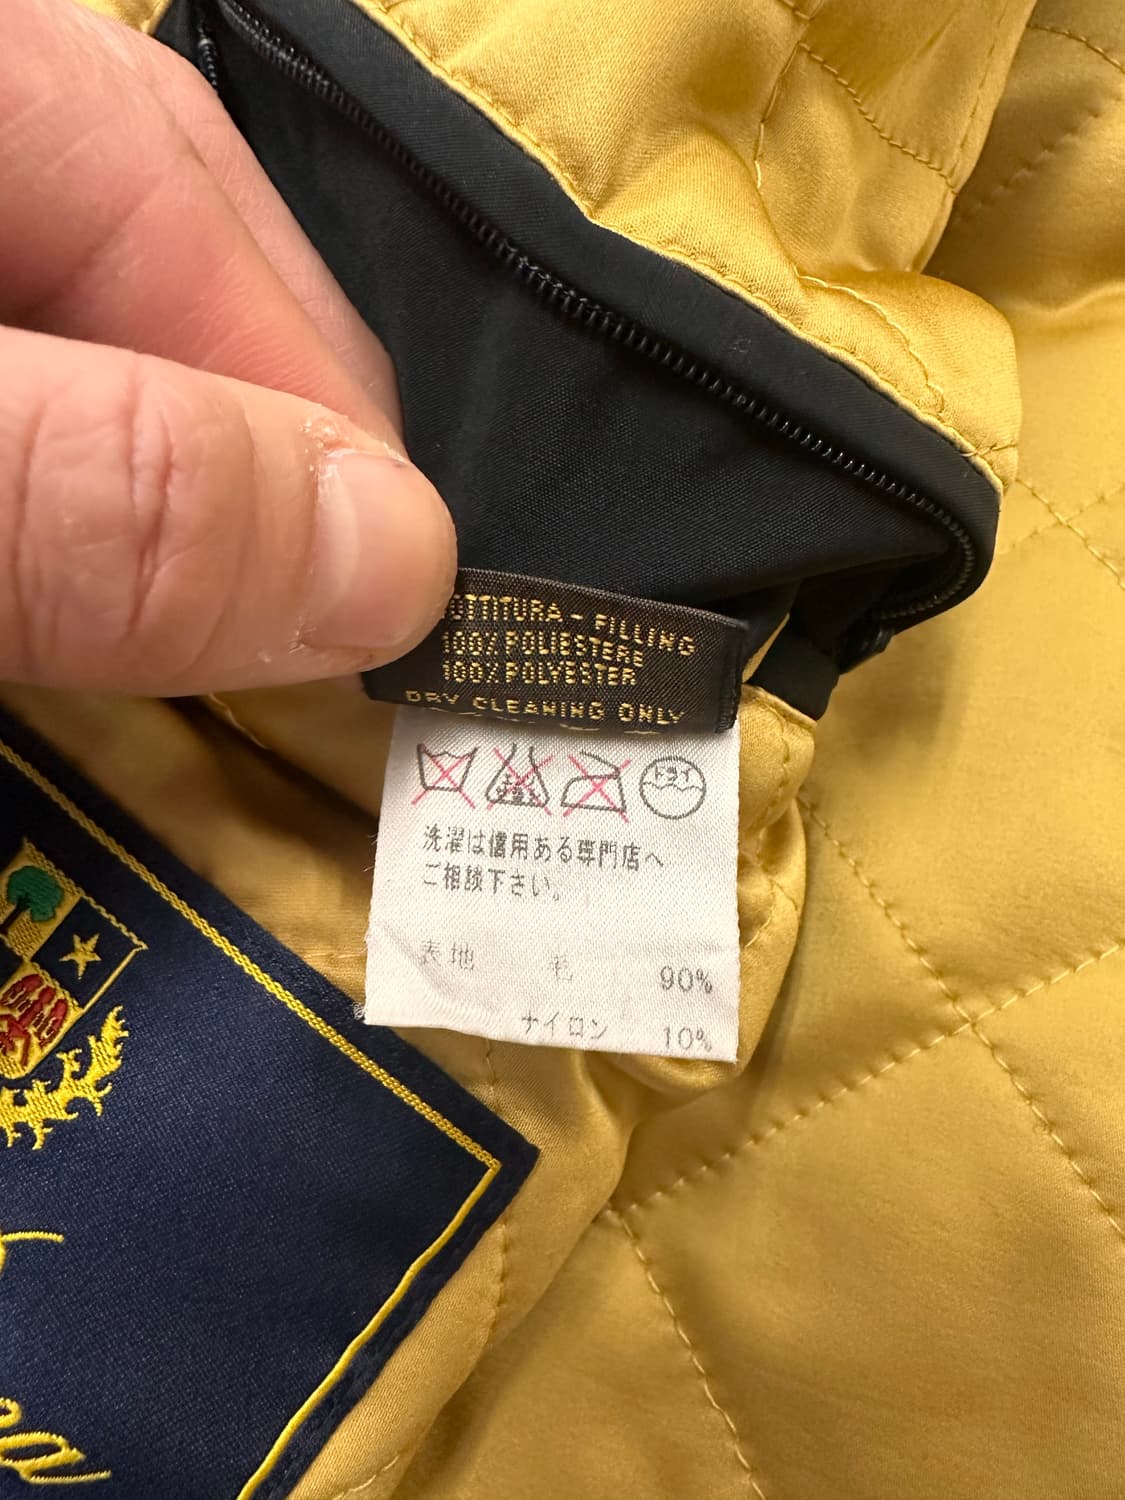 OTTITURA - FILLING
100% POLIESTERE
100% POLYESTER
DRY CLEANING ONLY
ドライ
洗濯は信用ある専門店へ
ご相談下さい。
表地 毛 90%
ナイロン 10%